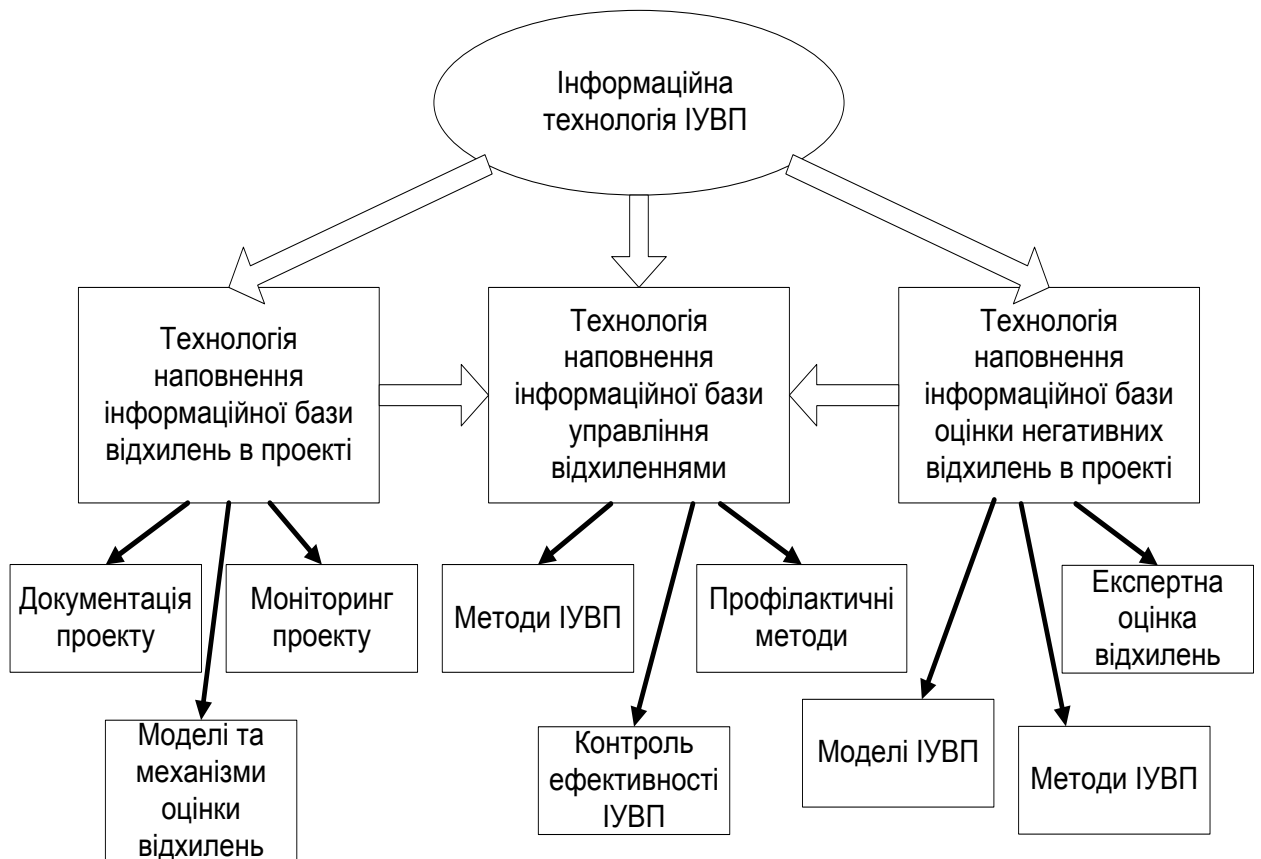 Інформаційна
технологія ІУВП
Технологія
наповнення
інформаційної бази
відхилень в проекті
Технологія
наповнення
інформаційної бази
управління
відхиленнями
Технологія
наповнення
інформаційної бази
оцінки негативних
відхилень в проекті
Документація
проекту
Моніторинг
проекту
Методи ІУВП
Профілактичні
методи
Експертна
оцінка
відхилень
Моделі та
механізми
оцінки
відхилень
Контроль
ефективності
ІУВП
Моделі ІУВП
Методи ІУВП